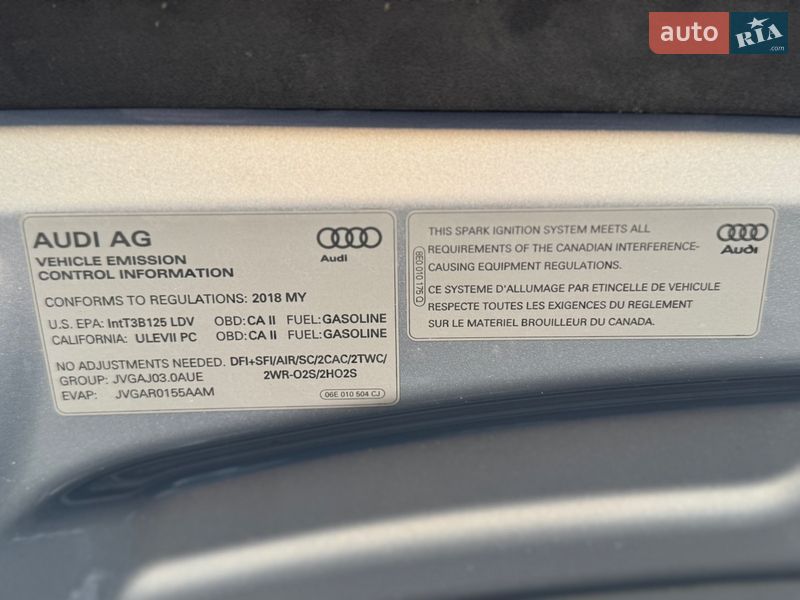 auto RIA
AUDI AG
Audi
VEHICLE EMISSION
CONTROL INFORMATION
CONFORMS TO REGULATIONS: 2018 MY
U.S. EPA: IntT3B125 LDV OBD: CA II FUEL: GASOLINE
CALIFORNIA: ULEVII PC OBD: CA II FUEL: GASOLINE
NO ADJUSTMENTS NEEDED. DFI+SFI/AIR/SC/2CAC/2TWC/
GROUP: JVGAJ03.0AUE 2WR-O2S/2HO2S
EVAP: JVGAR0155AAM
06E 010 504 CJ
THIS SPARK IGNITION SYSTEM MEETS ALL
REQUIREMENTS OF THE CANADIAN INTERFERENCE-
CAUSING EQUIPMENT REGULATIONS.
CE SYSTEME D'ALLUMAGE PAR ETINCELLE DE VEHICULE
RESPECTE TOUTES LES EXIGENCES DU REGLEMENT
SUR LE MATERIEL BROUILLEUR DU CANADA.
8E0 010 175 Q
Audi